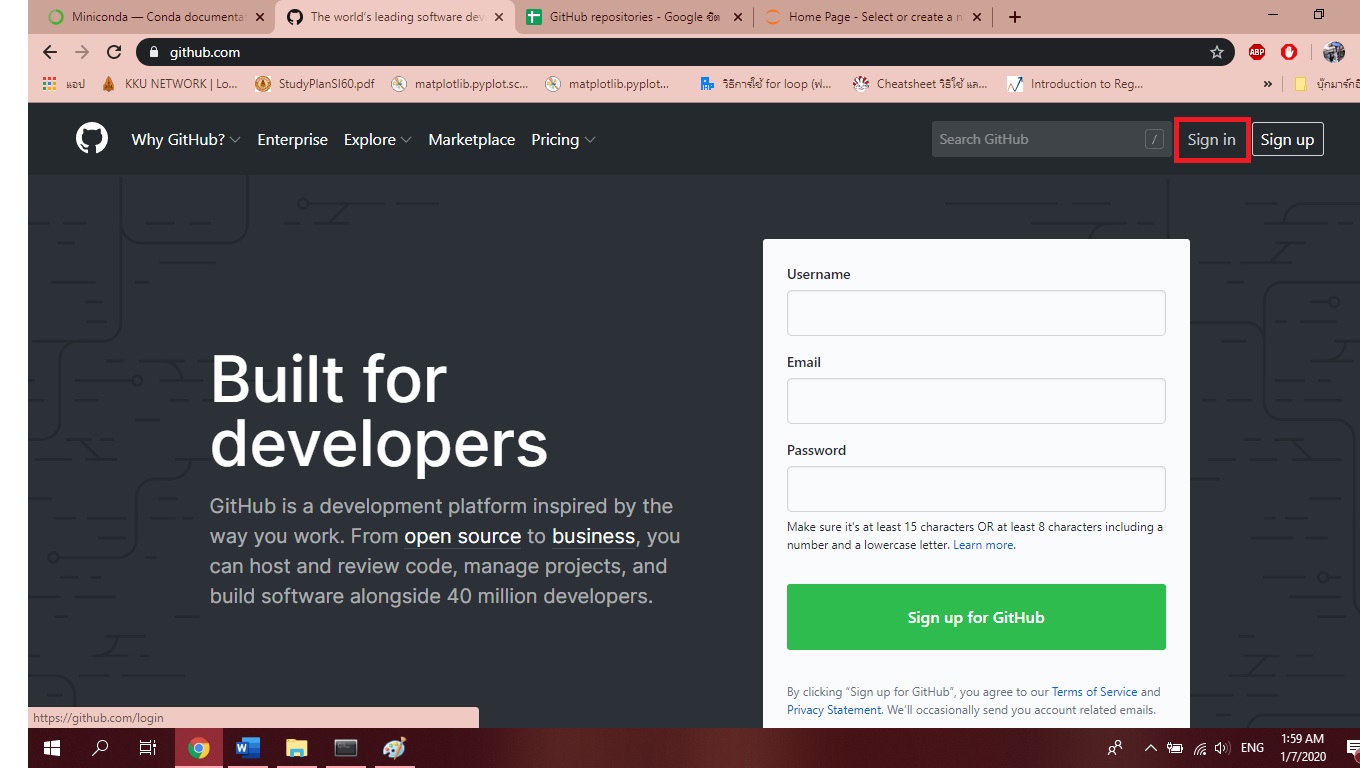 Miniconda — Conda documentat
The world's leading software dev
GitHub repositories - Google ชีต
Home Page - Select or create a n
github.com
ABP
แอป
KKU NETWORK | Lo...
StudyPlanSI60.pdf
matplotlib.pyplot.sc...
matplotlib.pyplot...
วิธีการใช้ for loop (ฟ...
Cheatsheet วิธีใช้ แล...
Introduction to Reg...
»
บุ๊กมาร์กอื
Why GitHub?
Enterprise
Explore
Marketplace
Pricing
Search GitHub
/
Sign in
Sign up
Built for
developers
GitHub is a development platform inspired by the
way you work. From open source to business, you
can host and review code, manage projects, and
build software alongside 40 million developers.
Username
Email
Password
Make sure it's at least 15 characters OR at least 8 characters including a
number and a lowercase letter. Learn more.
Sign up for GitHub
By clicking “Sign up for GitHub”, you agree to our Terms of Service and
Privacy Statement. We'll occasionally send you account related emails.
https://github.com/login
ENG
1:59 AM
1/7/2020